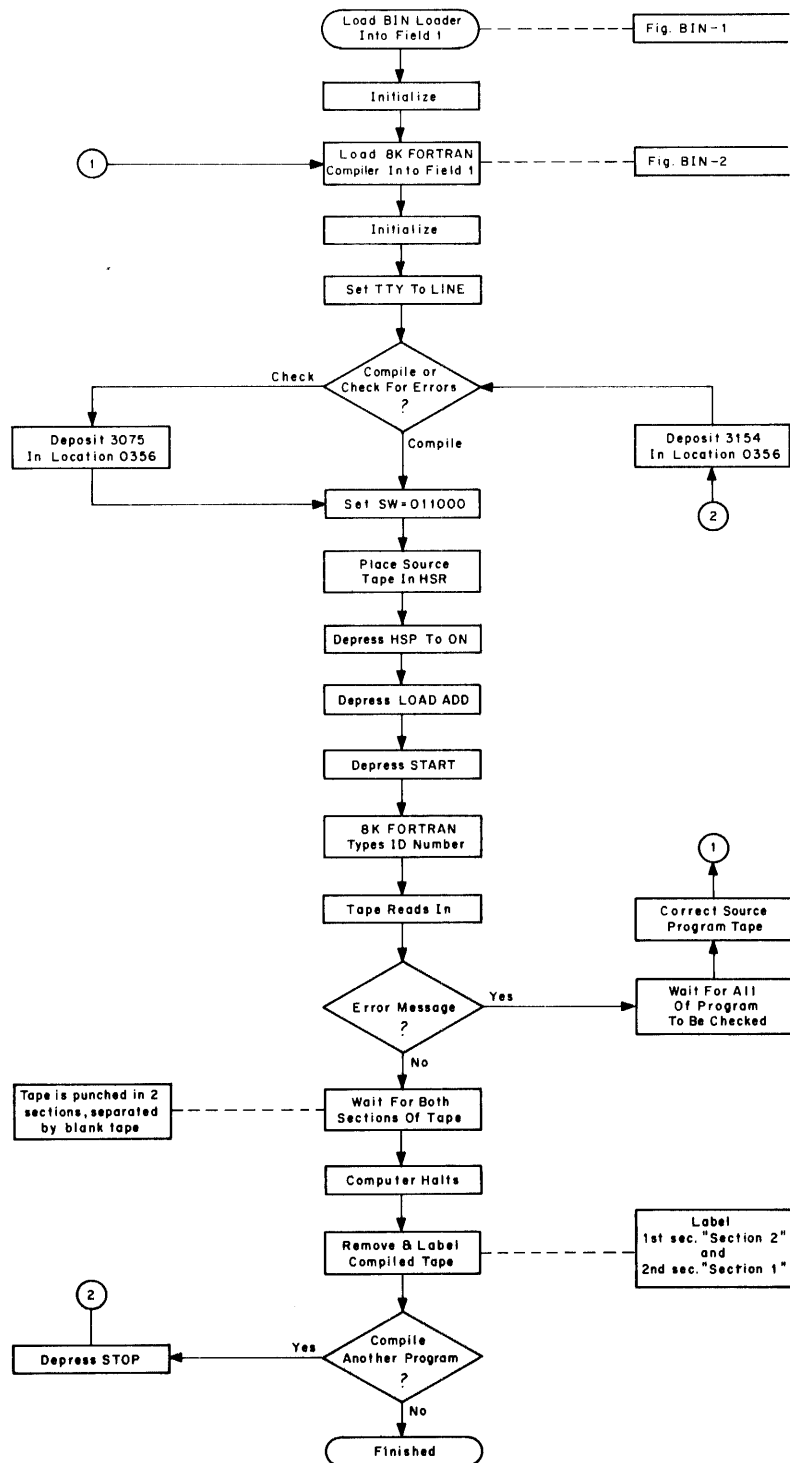 Load BIN Loader
Into Field 1
Fig. BIN-1
Initialize
1
Load 8K FORTRAN
Compiler Into Field 1
Fig. BIN-2
Initialize
Set TTY To LINE
Compile or
Check For Errors
?
Check
Compile
Deposit 3075
In Location 0356
Deposit 3154
In Location 0356
2
Set SW=011000
Place Source
Tape In HSR
Depress HSP To ON
Depress LOAD ADD
Depress START
8K FORTRAN
Types ID Number
1
Tape Reads In
Correct Source
Program Tape
Error Message
?
Yes
Wait For All
Of Program
To Be Checked
No
Tape is punched in 2
sections, separated
by blank tape
Wait For Both
Sections Of Tape
Computer Halts
Remove & Label
Compiled Tape
Label
1st sec. "Section 2"
and
2nd sec. "Section 1"
2
Compile
Another Program
?
Yes
Depress STOP
No
Finished